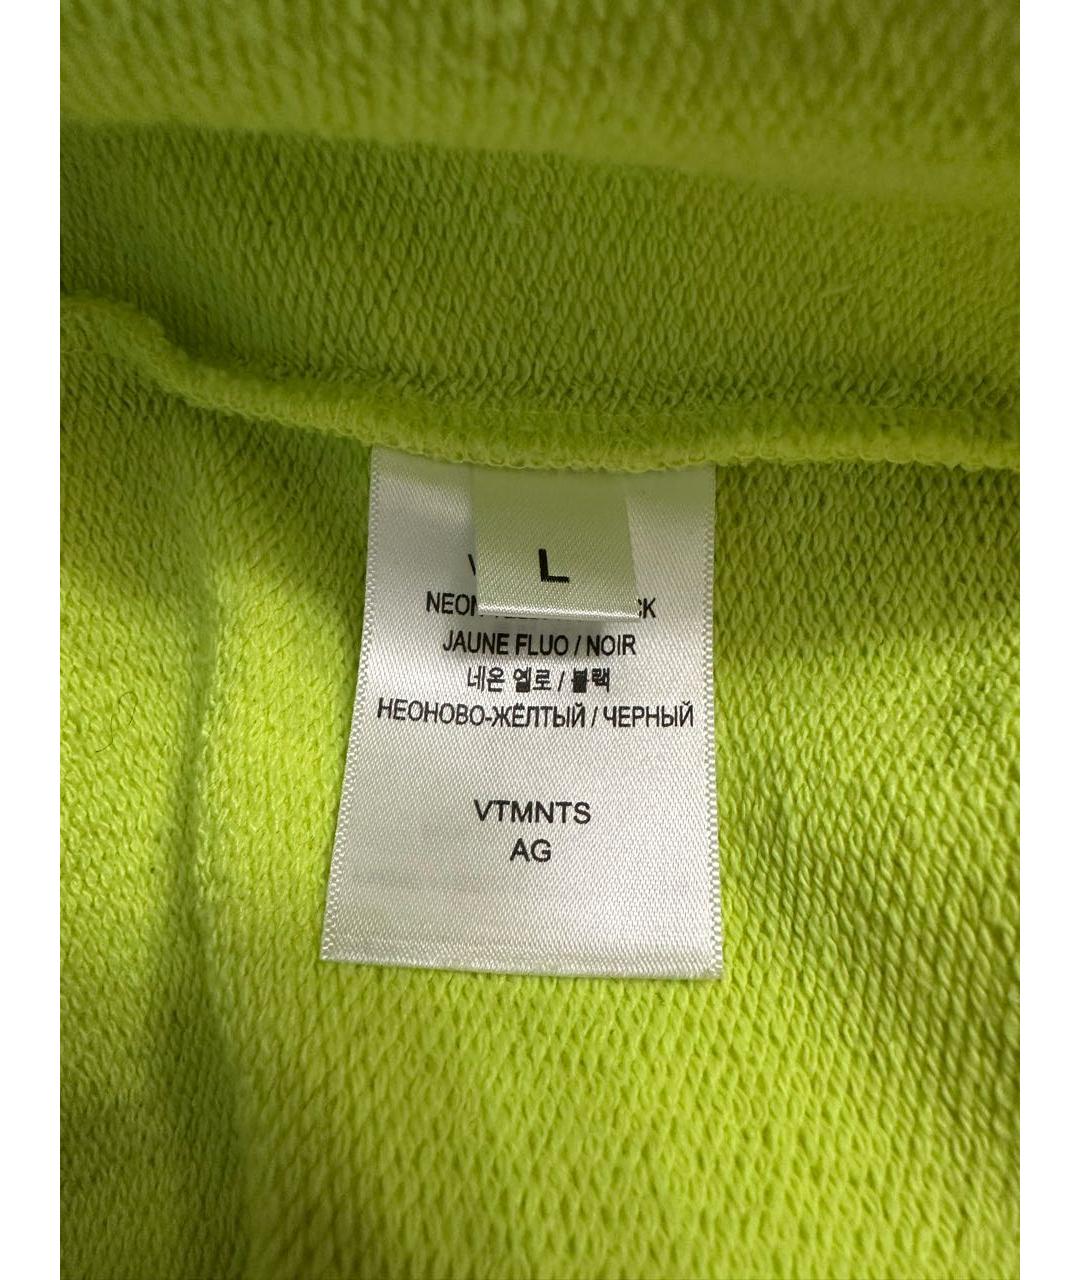 L
JAUNE FLUO / NOIR
네온 옐로 / 블랙
НЕОНОВО-ЖЁЛТЫЙ / ЧЕРНЫЙ
VTMNTS
AG